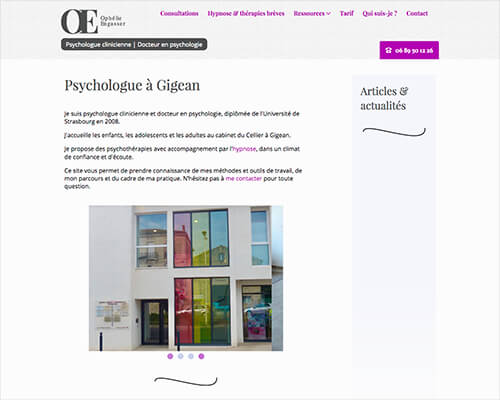 OE Ophélie
Engasser
Psychologue clinicienne | Docteur en psychologie
Consultations Hypnose & thérapies brèves Ressources Tarif Qui suis-je ? Contact
06 89 50 12 26
Psychologue à Gigean
Je suis psychologue clinicienne et docteur en psychologie, diplômée de l'Université de
Strasbourg en 2008.
J'accueille les enfants, les adolescents et les adultes au cabinet du Cellier à Gigean.
Je propose des psychothérapies avec accompagnement par l'hypnose, dans un climat
de confiance et d'écoute.
Ce site vous permet de prendre connaissance de mes méthodes et outils de travail, de
mon parcours et du cadre de ma pratique. N'hésitez pas à me contacter pour toute
question.
Articles &
actualités